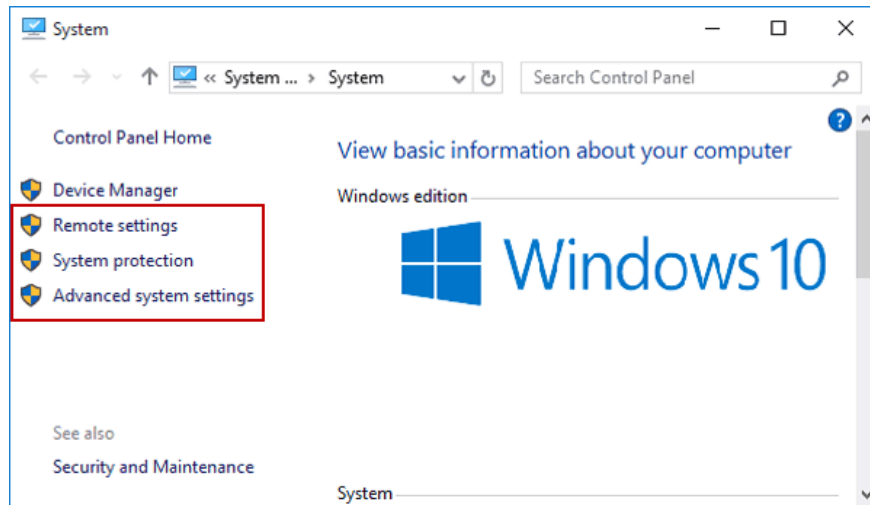 System
« System ... › System
Search Control Panel
Control Panel Home
Device Manager
Remote settings
System protection
Advanced system settings
See also
Security and Maintenance
?
View basic information about your computer
Windows edition
Windows 10
System